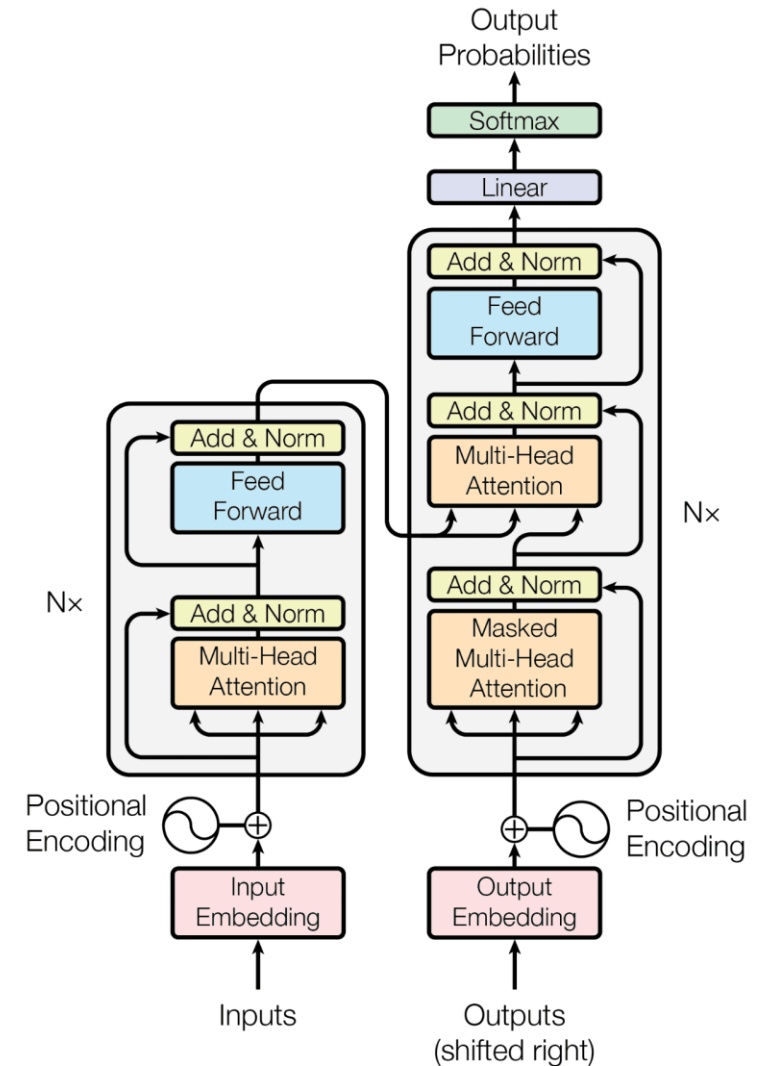 Output
Probabilities
Softmax
Linear
Add & Norm
Feed
Forward
Add & Norm
Multi-Head
Attention
Nx
Add & Norm
Masked
Multi-Head
Attention
Add & Norm
Feed
Forward
Nx
Add & Norm
Multi-Head
Attention
Positional
Encoding
Positional
Encoding
Input
Embedding
Output
Embedding
Inputs
Outputs
(shifted right)